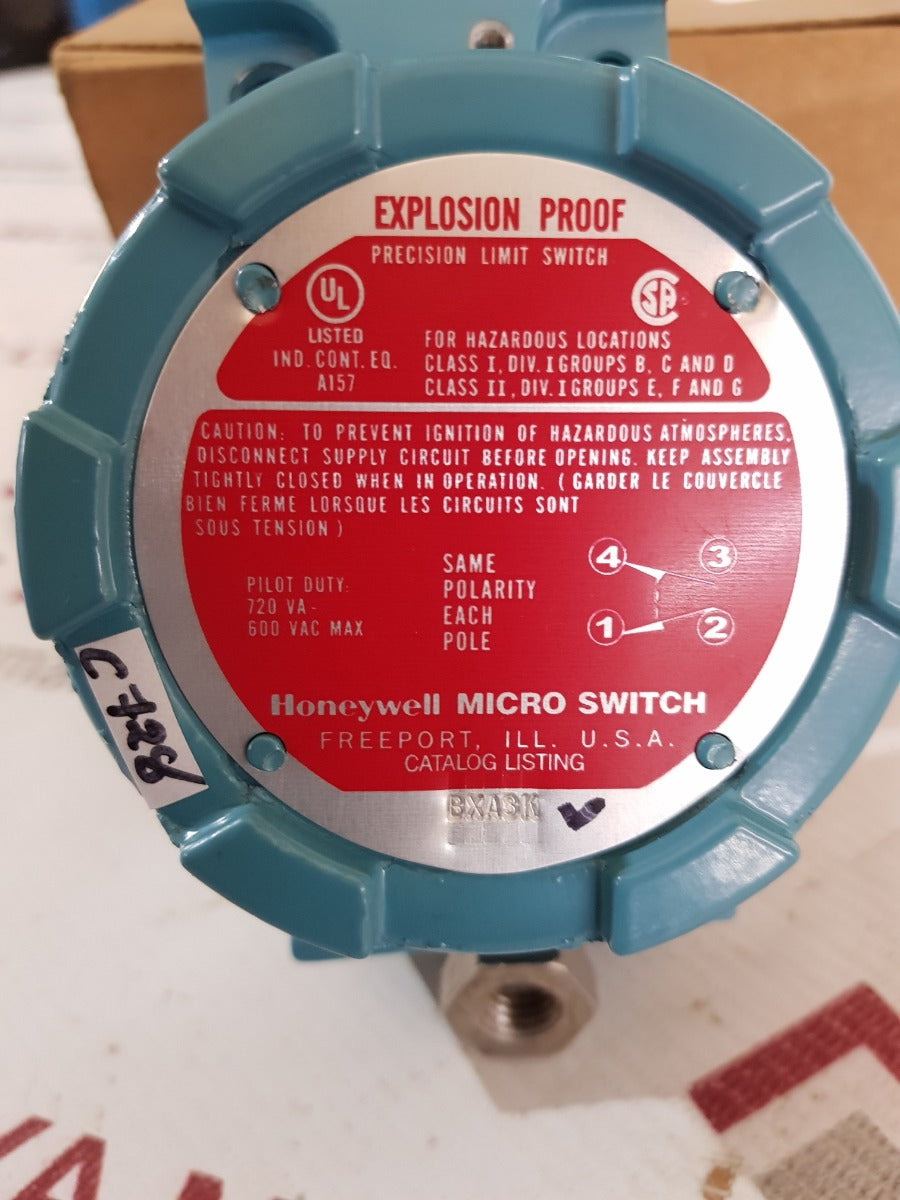 EXPLOSION PROOF
PRECISION LIMIT SWITCH
UL
SA
LISTED
IND. CONT. EQ.
A157
FOR HAZARDOUS LOCATIONS
CLASS I, DIV. I GROUPS B, C AND D
CLASS II, DIV. I GROUPS E, F AND G
CAUTION: TO PREVENT IGNITION OF HAZARDOUS ATMOSPHERES,
DISCONNECT SUPPLY CIRCUIT BEFORE OPENING. KEEP ASSEMBLY
TIGHTLY CLOSED WHEN IN OPERATION. (GARDER LE COUVERCLE
BIEN FERME LORSQUE LES CIRCUITS SONT
SOUS TENSION)
PILOT DUTY:
720 VA-
600 VAC MAX
SAME
POLARITY
EACH
POLE
4 3
1 2
Honeywell MICRO SWITCH
FREEPORT, ILL. U.S.A.
CATALOG LISTING
BXA3K
C-7286